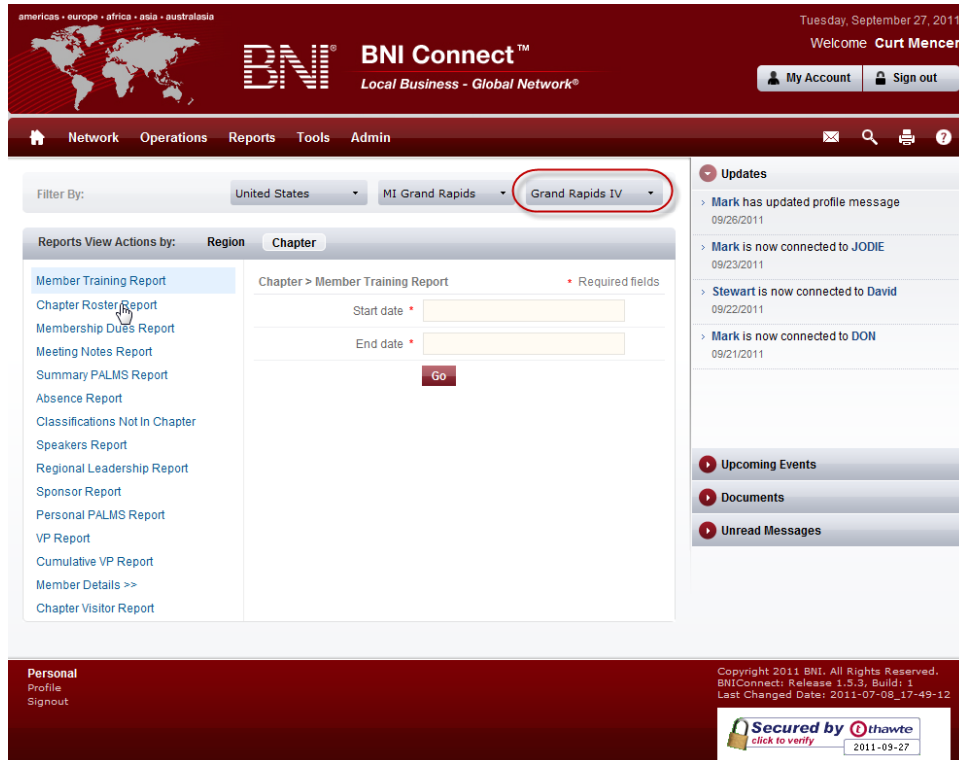 americas • europe • africa • asia • australasia
Tuesday, September 27, 2011
Welcome Curt Mencer
BNI®
BNI Connect™
Local Business - Global Network®
My Account
Sign out
Network Operations Reports Tools Admin
?
Filter By: United States MI Grand Rapids Grand Rapids IV
Reports View Actions by: Region Chapter
Member Training Report
Chapter Roster Report
Membership Dues Report
Meeting Notes Report
Summary PALMS Report
Absence Report
Classifications Not In Chapter
Speakers Report
Regional Leadership Report
Sponsor Report
Personal PALMS Report
VP Report
Cumulative VP Report
Member Details >>
Chapter Visitor Report
Chapter > Member Training Report
* Required fields
Start date *
End date *
Go
Updates
› Mark has updated profile message
09/26/2011
› Mark is now connected to JODIE
09/23/2011
› Stewart is now connected to David
09/22/2011
› Mark is now connected to DON
09/21/2011
Upcoming Events
Documents
Unread Messages
Personal
Profile
Signout
Copyright 2011 BNI. All Rights Reserved.
BNIConnect: Release 1.5.3, Build: 1
Last Changed Date: 2011-07-08_17-49-12
Secured by thawte
click to verify
2011-09-27